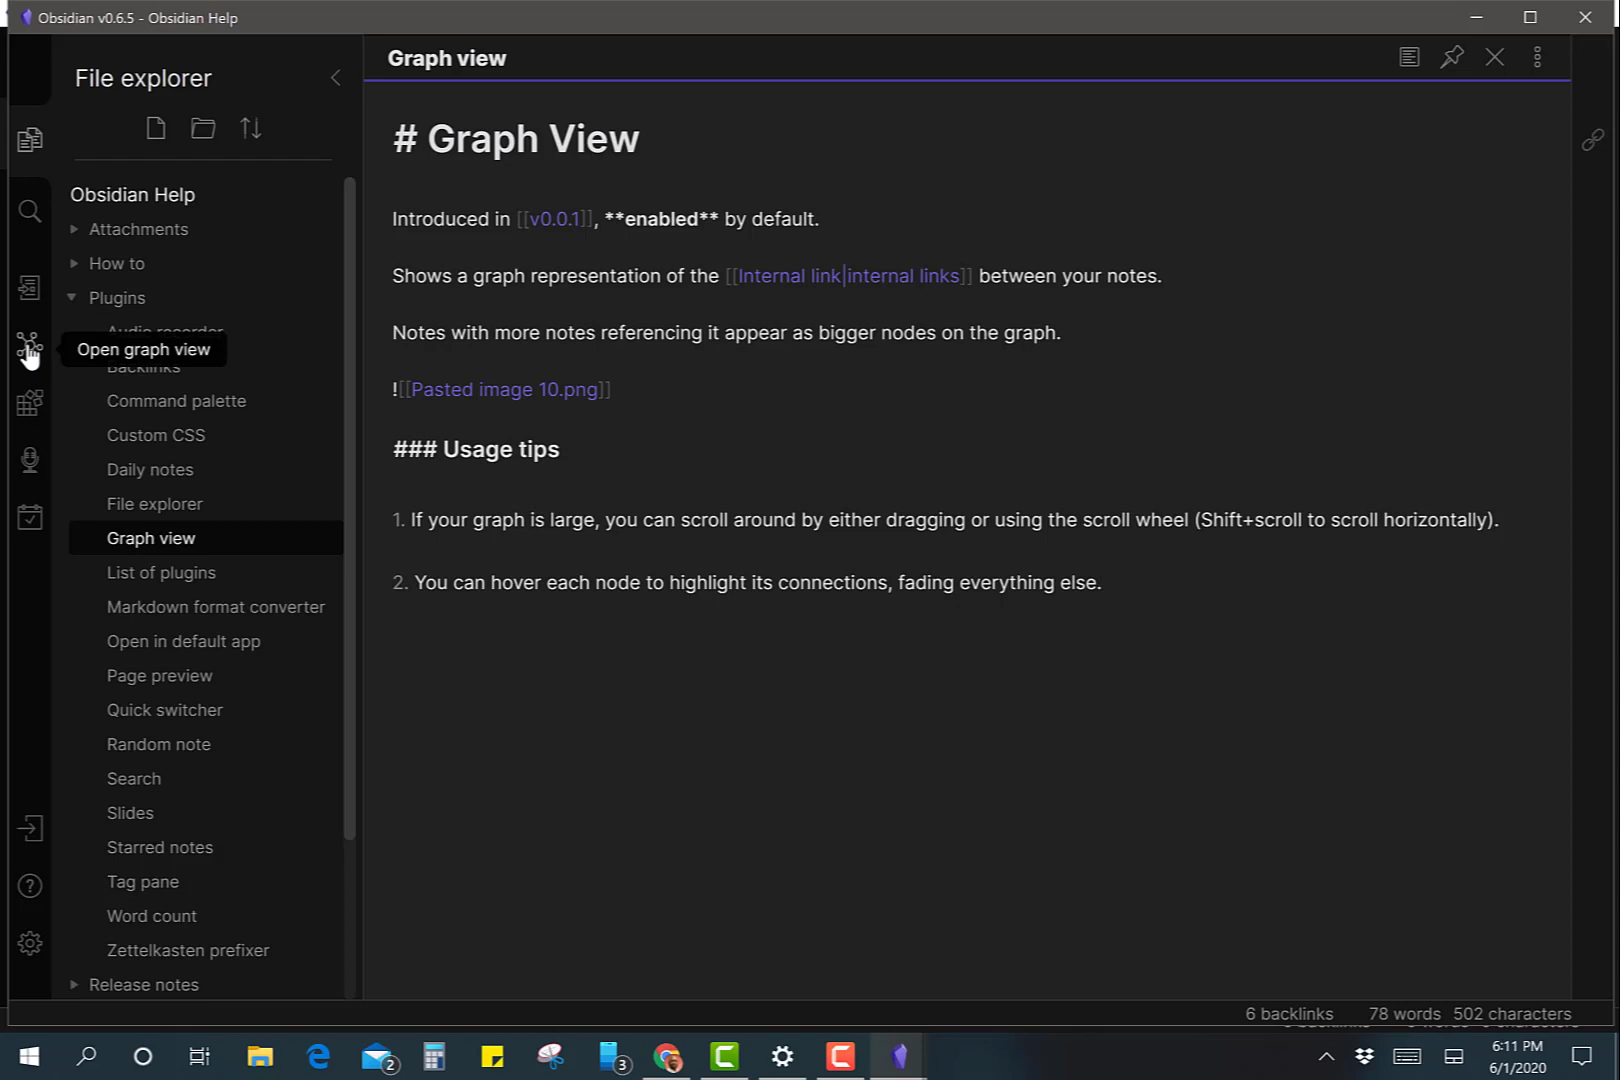 Obsidian v0.6.5 - Obsidian Help
File explorer
Graph view
# Graph View
Obsidian Help
Attachments
How to
Plugins
Audio recorder
Open graph view
Backlinks
Command palette
Custom CSS
Daily notes
File explorer
Graph view
List of plugins
Markdown format converter
Open in default app
Page preview
Quick switcher
Random note
Search
Slides
Starred notes
Tag pane
Word count
Zettelkasten prefixer
Release notes
Introduced in [[v0.0.1]], **enabled** by default.
Shows a graph representation of the [[Internal link|internal links]] between your notes.
Notes with more notes referencing it appear as bigger nodes on the graph.
![[Pasted image 10.png]]
### Usage tips
1. If your graph is large, you can scroll around by either dragging or using the scroll wheel (Shift+scroll to scroll horizontally).
2. You can hover each node to highlight its connections, fading everything else.
6 backlinks 78 words 502 characters
2
3
6:11 PM
6/1/2020